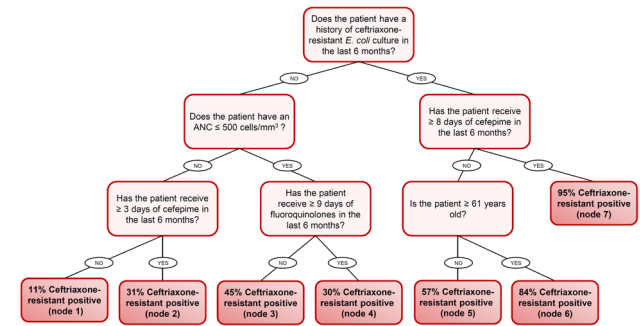 Does the patient have a
history of ceftriaxone-
resistant E. coli culture in
the last 6 months?
NO
YES
Does the patient have an
ANC ≤ 500 cells/mm³ ?
Has the patient receive
≥ 8 days of cefepime in
the last 6 months?
NO
YES
NO
YES
Has the patient receive
≥ 3 days of cefepime in
the last 6 months?
Has the patient
receive ≥ 9 days of
fluoroquinolones in the
last 6 months?
Is the patient ≥ 61 years
old?
95% Ceftriaxone-
resistant positive
(node 7)
NO
YES
NO
YES
NO
YES
11% Ceftriaxone-
resistant positive
(node 1)
31% Ceftriaxone-
resistant positive
(node 2)
45% Ceftriaxone-
resistant positive
(node 3)
30% Ceftriaxone-
resistant positive
(node 4)
57% Ceftriaxone-
resistant positive
(node 5)
84% Ceftriaxone-
resistant positive
(node 6)